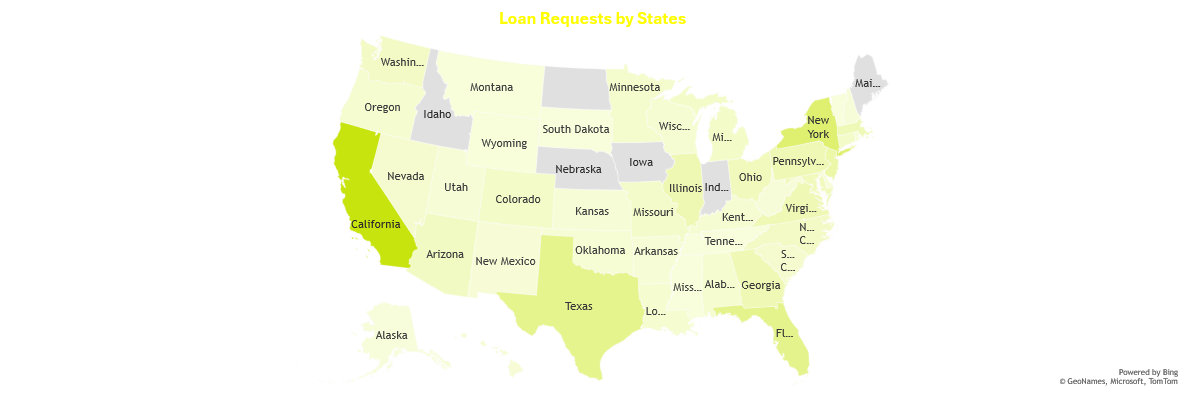 Loan Requests by States
Washin...
Montana
Minnesota
Mai...
Oregon
Idaho
New
York
South Dakota
Wisc...
Mi...
Wyoming
Iowa
Pennsylv...
Nebraska
Nevada
Utah
Illinois
Ind...
Ohio
Colorado
Kansas
Missouri
Kent...
Virgi...
California
N...
C...
Arizona
New Mexico
Oklahoma
Arkansas
Tenne...
S...
C...
Miss...
Alab...
Georgia
Texas
Lo...
Alaska
Fl...
Powered by Bing
© GeoNames, Microsoft, TomTom